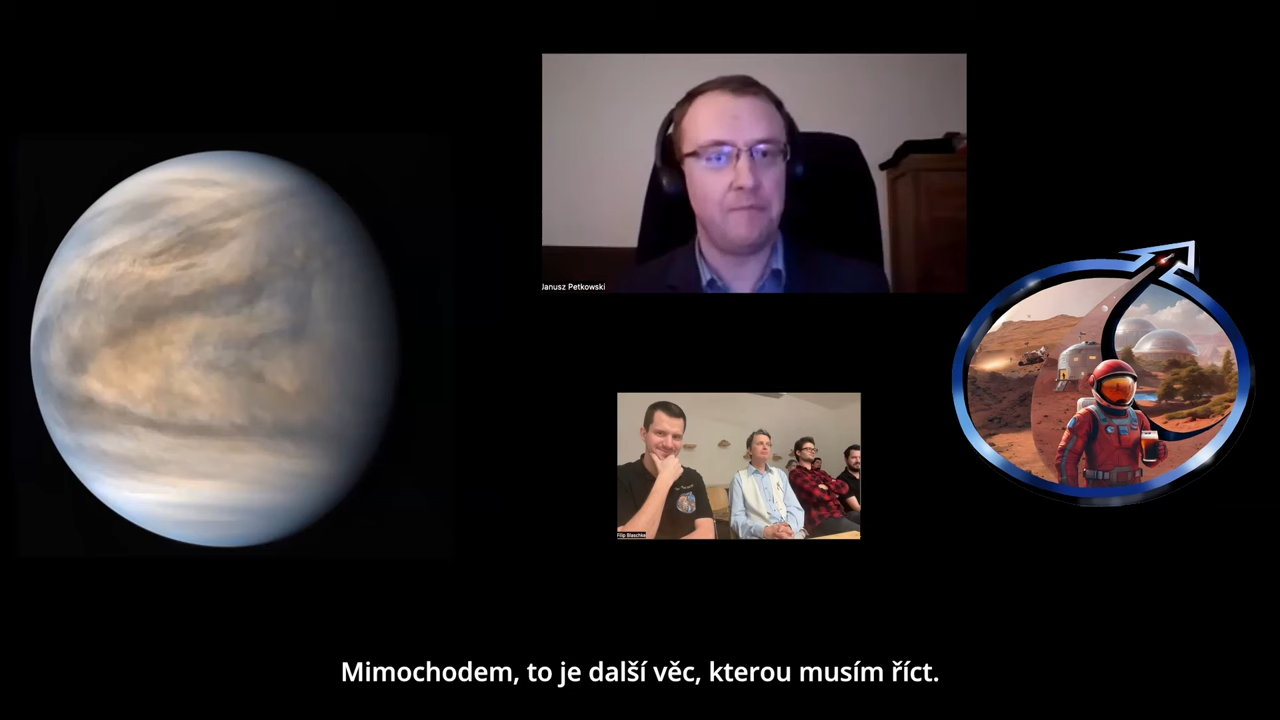 Janusz Petkowski
Filip Blaschke
Mimochodem, to je další věc, kterou musím říct.